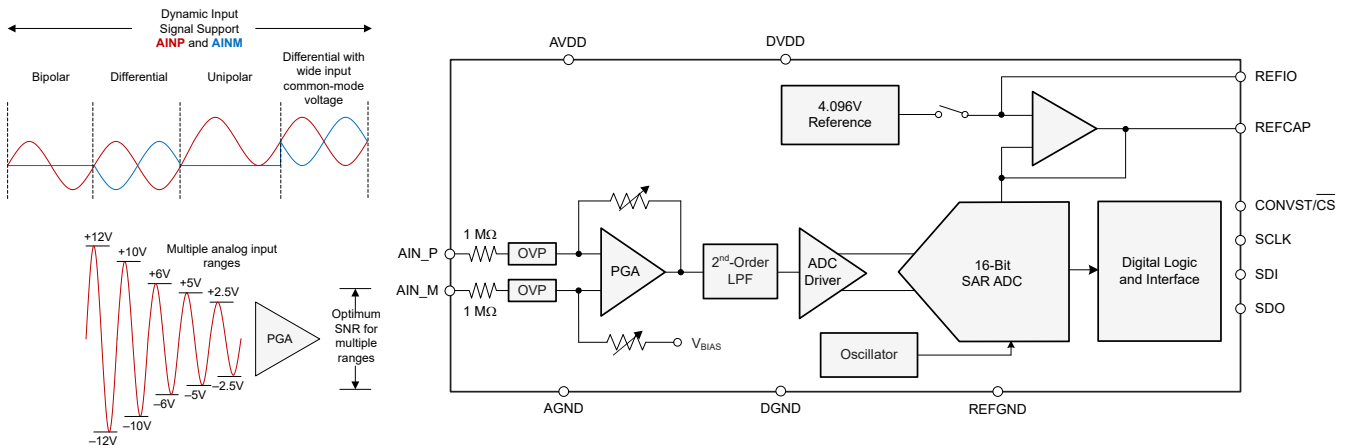 Dynamic Input
Signal Support
AINP and AINM
Bipolar
Differential
Unipolar
Differential with
wide input
common-mode
voltage
+12V
+10V
+6V
+5V
+2.5V
Multiple analog input
ranges
PGA
Optimum
SNR for
multiple
ranges
–2.5V
–5V
–6V
–10V
–12V
AVDD
DVDD
4.096V
Reference
REFIO
REFCAP
CONVST/C̅S̅
SCLK
SDI
SDO
AIN_P
1 MΩ
OVP
AIN_M
1 MΩ
OVP
PGA
VBIAS
2nd-Order
LPF
ADC
Driver
16-Bit
SAR ADC
Digital Logic
and Interface
Oscillator
AGND
DGND
REFGND